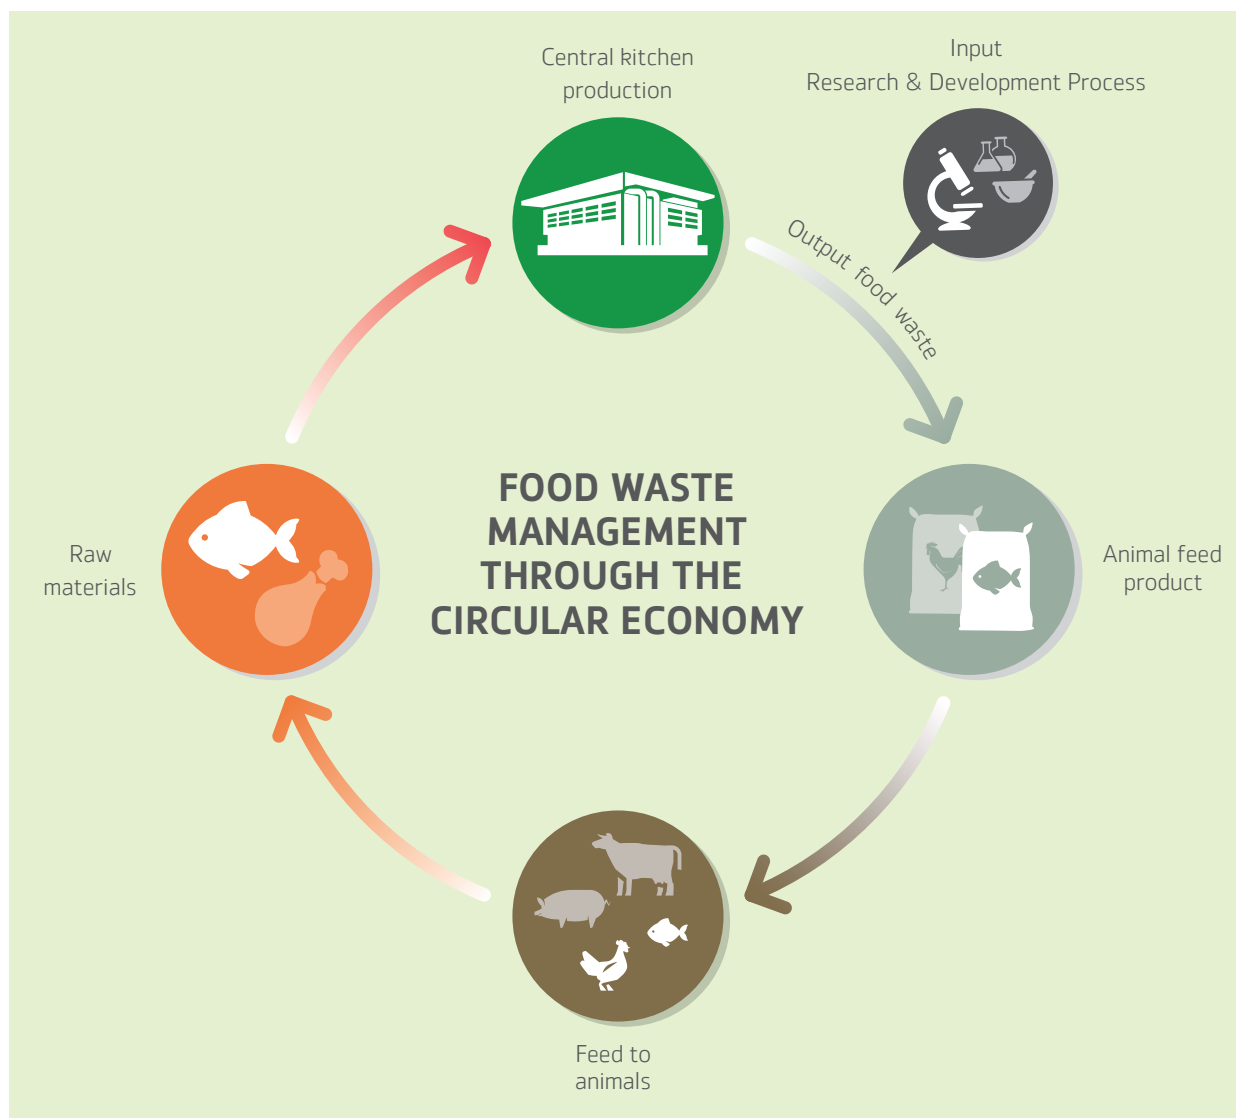 Central kitchen
production
Input
Research & Development Process
Output food waste
FOOD WASTE
MANAGEMENT
THROUGH THE
CIRCULAR ECONOMY
Raw
materials
Animal feed
product
Feed to
animals